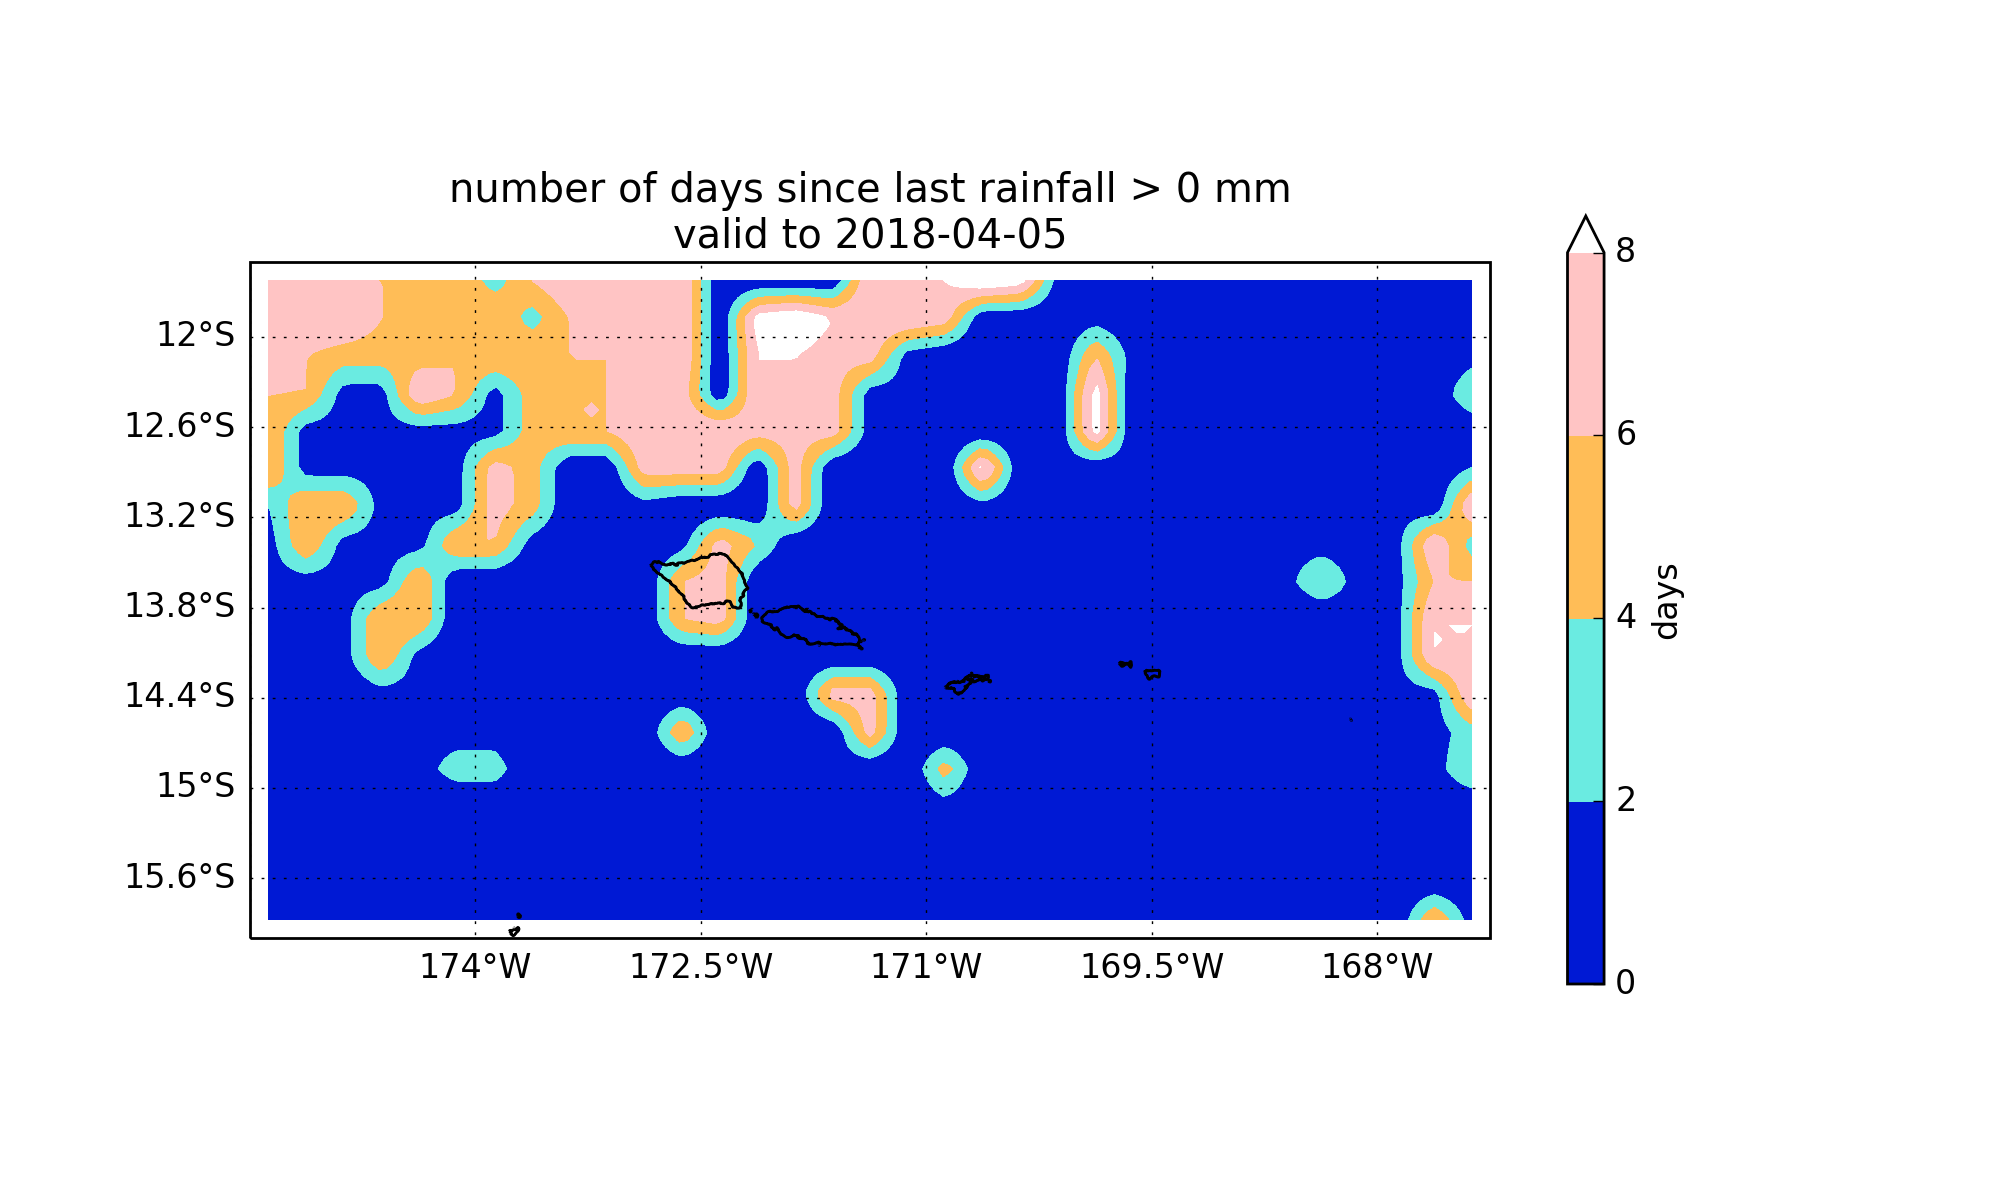 number of days since last rainfall > 0 mm
valid to 2018-04-05
12°S
12.6°S
13.2°S
13.8°S
14.4°S
15°S
15.6°S
174°W 172.5°W 171°W 169.5°W 168°W
8
6
4
2
0
days